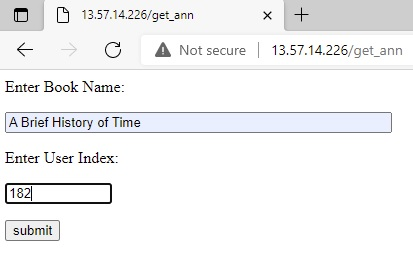 13.57.14.226/get_ann
Not secure | 13.57.14.226/get_ann
Enter Book Name:
A Brief History of Time
Enter User Index:
182
submit